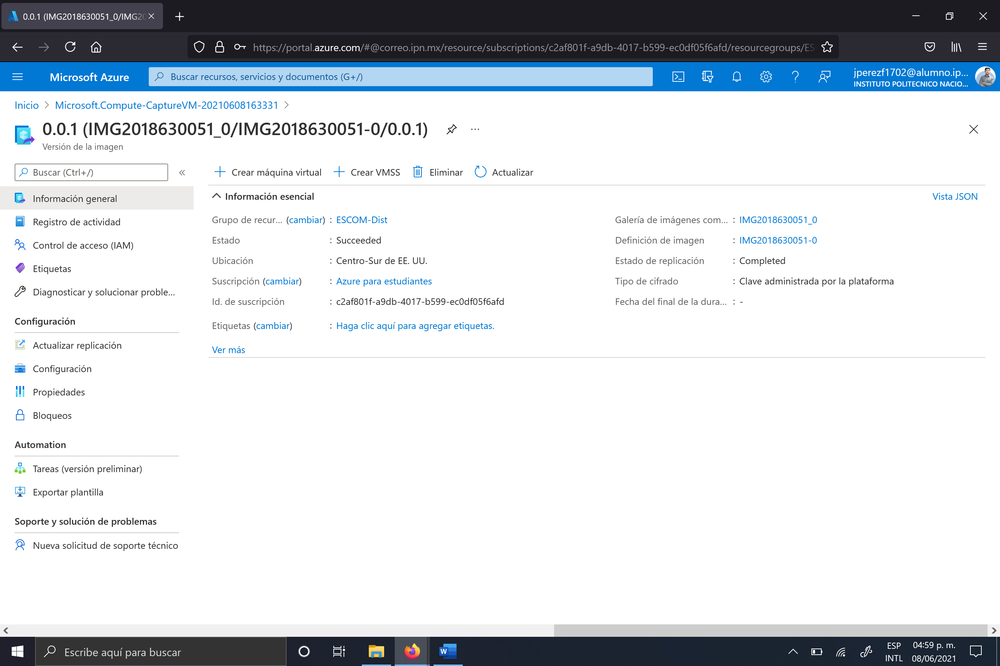 0.0.1 (IMG2018630051_0/IMG20
https://portal.azure.com/#@correo.ipn.mx/resource/subscriptions/c2af801f-a9db-4017-b599-ec0df05f6afd/resourcegroups/ES
Microsoft Azure
Buscar recursos, servicios y documentos (G+/)
jperezf1702@alumno.ip...
INSTITUTO POLITECNICO NACIO...
Inicio > Microsoft.Compute-CaptureVM-20210608163331 >
0.0.1 (IMG2018630051_0/IMG2018630051-0/0.0.1)
...
Versión de la imagen
Buscar (Ctrl+/)
«
Información general
Registro de actividad
Control de acceso (IAM)
Etiquetas
Diagnosticar y solucionar proble...
Configuración
Actualizar replicación
Configuración
Propiedades
Bloqueos
Automation
Tareas (versión preliminar)
Exportar plantilla
Soporte y solución de problemas
Nueva solicitud de soporte técnico
Crear máquina virtual
Crear VMSS
Eliminar
Actualizar
Información esencial
Vista JSON
Grupo de recur... (cambiar) : ESCOM-Dist
Estado : Succeeded
Ubicación : Centro-Sur de EE. UU.
Suscripción (cambiar) : Azure para estudiantes
Id. de suscripción : c2af801f-a9db-4017-b599-ec0df05f6afd
Etiquetas (cambiar) : Haga clic aquí para agregar etiquetas.
Galería de imágenes com... : IMG2018630051_0
Definición de imagen : IMG2018630051-0
Estado de replicación : Completed
Tipo de cifrado : Clave administrada por la plataforma
Fecha del final de la dura... : -
Ver más
Escribe aquí para buscar
W
ESP
INTL
04:59 p. m.
08/06/2021